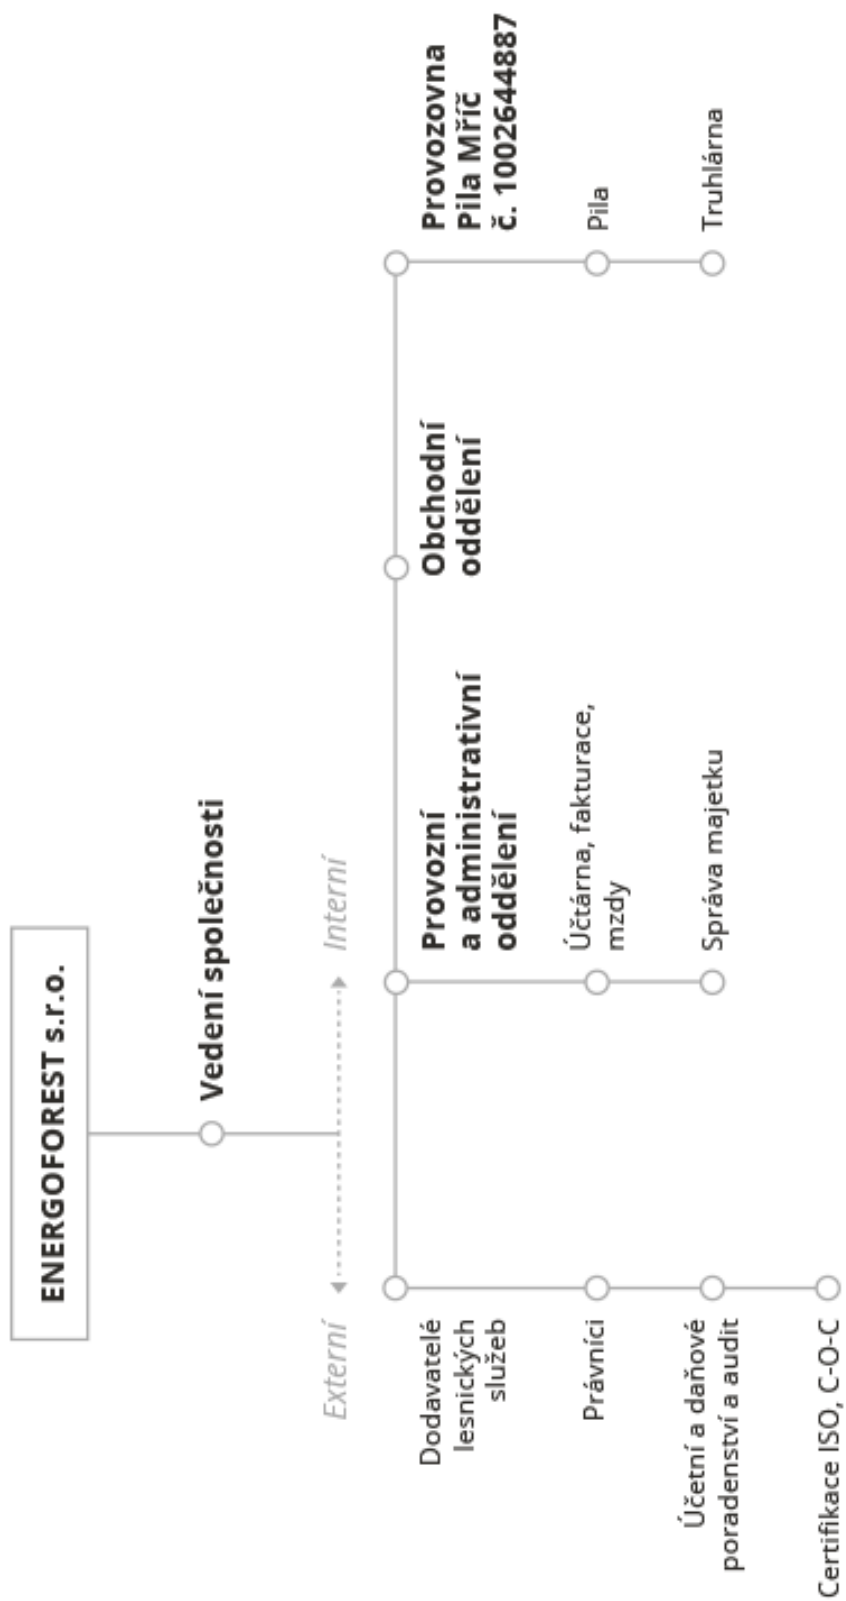 ENERGOFOREST s.r.o.
Vedení společnosti
Externí
Interní
Dodavatelé
lesnických
služeb
Právníci
Účetní a daňové
poradenství a audit
Certifikace ISO, C-O-C
Provozní
a administrativní
oddělení
Účtárna, fakturace,
mzdy
Správa majetku
Obchodní
oddělení
Provozovna
Pila Mříč
č. 1002644887
Pila
Truhlárna